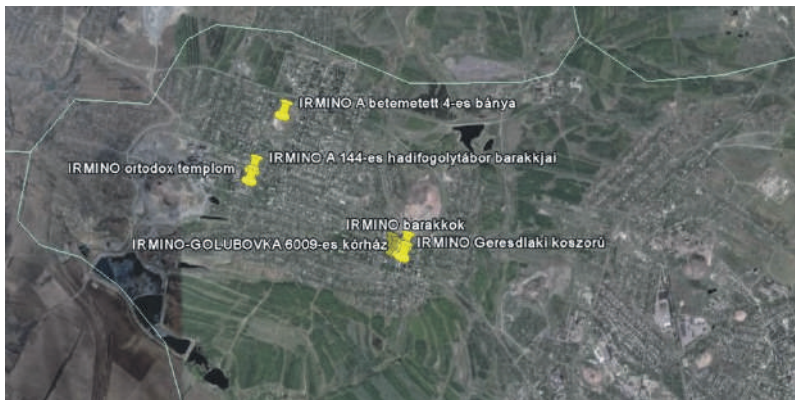 IRMINO A betemetett 4-es bánya
IRMINO A 144-es hadifogolytábor barakkjai
IRMINO ortodox templom
IRMINO barakkok
IRMINO-GOLUBOVKA 6009-es kórház
IRMINO Geresdlaki koszorú